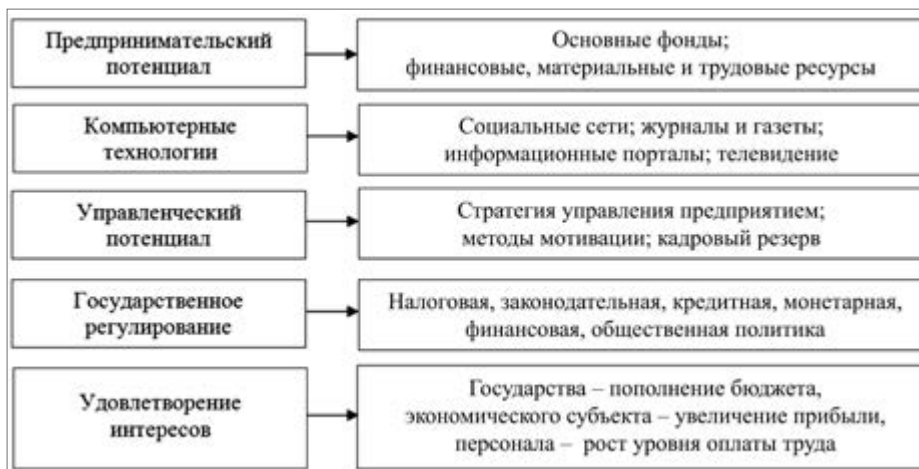 Предпринимательский
потенциал
Основные фонды;
финансовые, материальные и трудовые ресурсы
Компьютерные
технологии
Социальные сети; журналы и газеты;
информационные порталы; телевидение
Управленческий
потенциал
Стратегия управления предприятием;
методы мотивации; кадровый резерв
Государственное
регулирование
Налоговая, законодательная, кредитная, монетарная,
финансовая, общественная политика
Удовлетворение
интересов
Государства – пополнение бюджета,
экономического субъекта – увеличение прибыли,
персонала – рост уровня оплаты труда